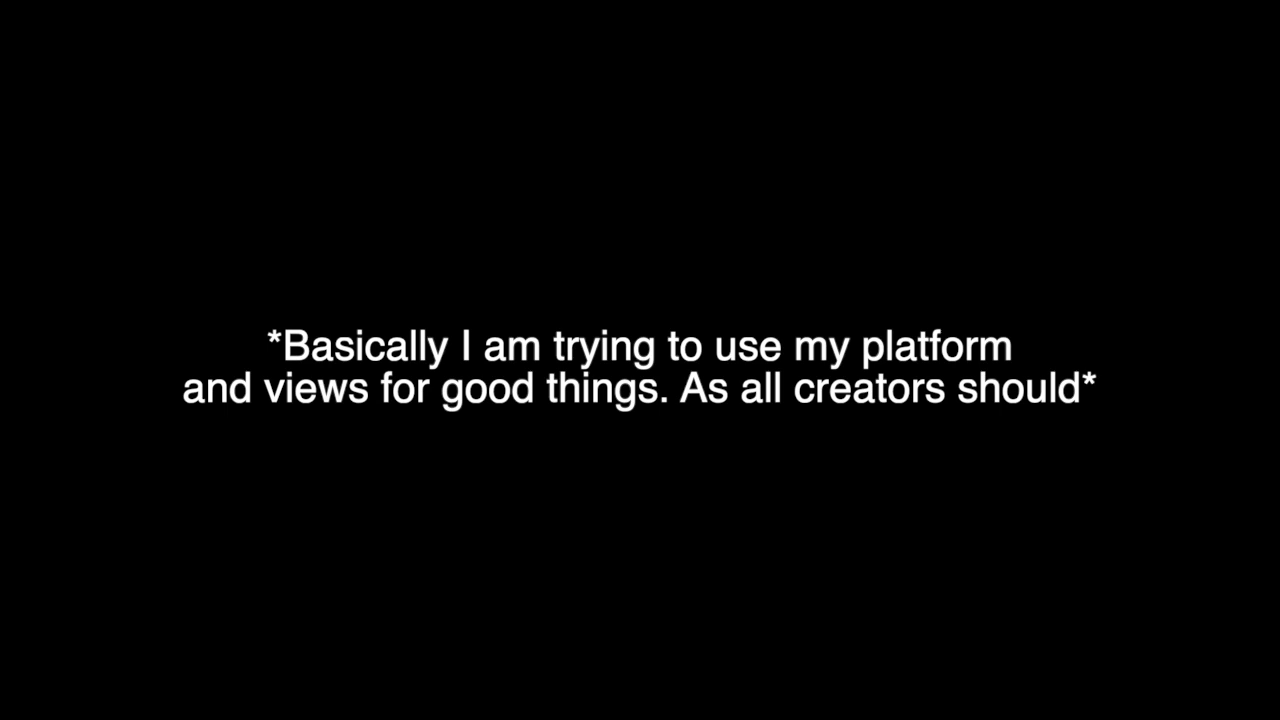 *Basically I am trying to use my platform
and views for good things. As all creators should*